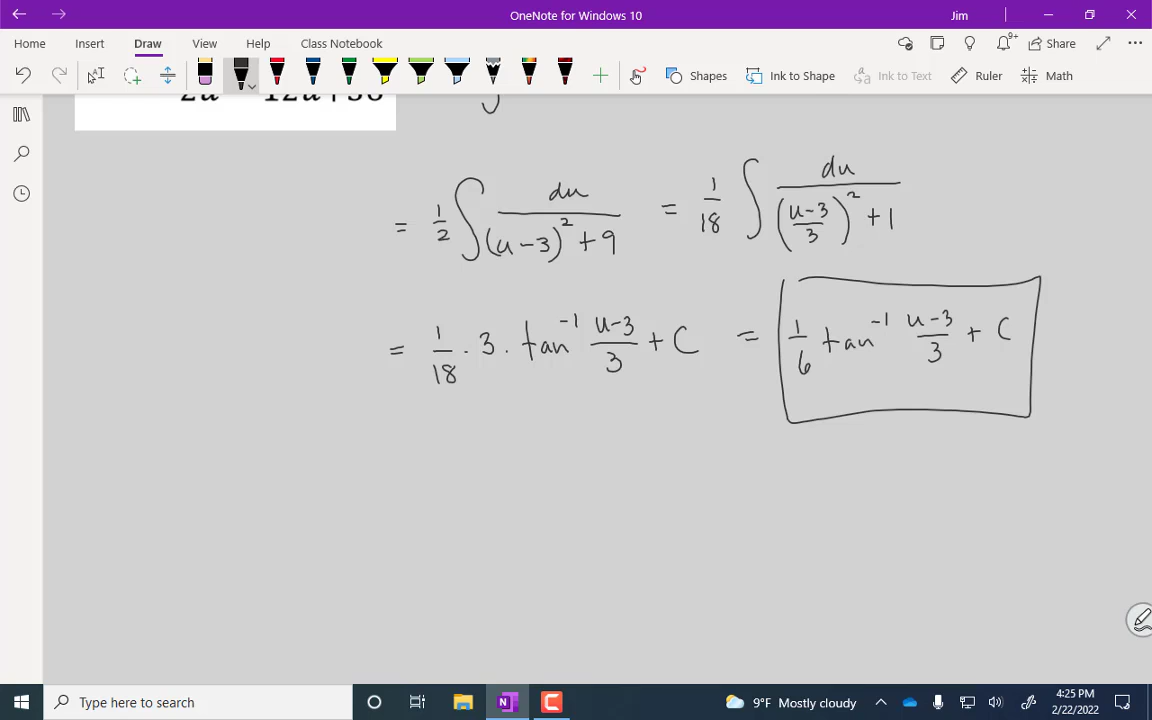 OneNote for Windows 10
Jim
Home Insert Draw View Help Class Notebook
9+
Share
Shapes Ink to Shape Ink to Text Ruler Math
= 1/2 ∫ du/((u-3)^2 + 9) = 1/18 ∫ du/(((u-3)/3)^2 + 1)
= 1/18 · 3 · tan^-1 (u-3)/3 + C = 1/6 tan^-1 (u-3)/3 + C
Type here to search
9°F Mostly cloudy
4:25 PM
2/22/2022